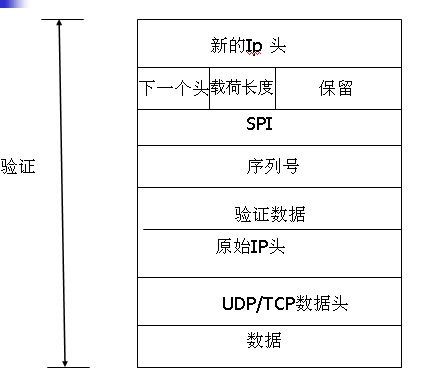 新的Ip 头
下一个头 载荷长度 保留
SPI
验证
序列号
验证数据
原始IP头
UDP/TCP数据头
数据